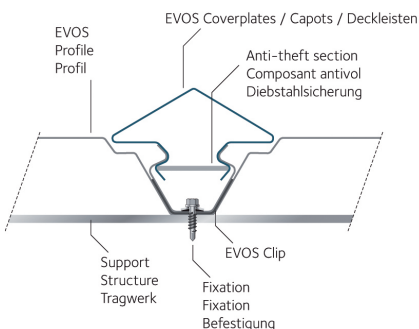 EVOS Coverplates / Capots / Deckleisten
EVOS
Profile
Profil
Anti-theft section
Composant antivol
Diebstahlsicherung
EVOS Clip
Support
Structure
Tragwerk
Fixation
Fixation
Befestigung